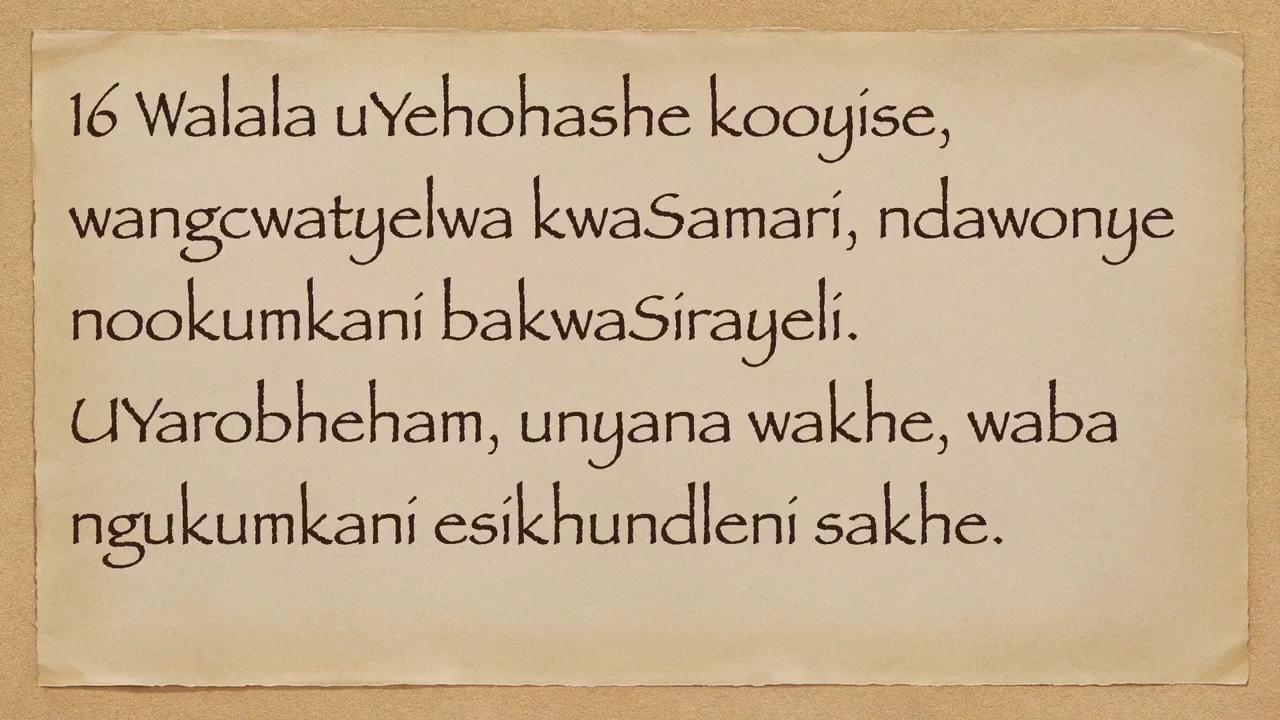 16 Walala uYehohashe kooyise,
wangcwatyelwa kwaSamari, ndawonye
nookumkani bakwaSirayeli.
UYarobheham, unyana wakhe, waba
ngukumkani esikhundleni sakhe.